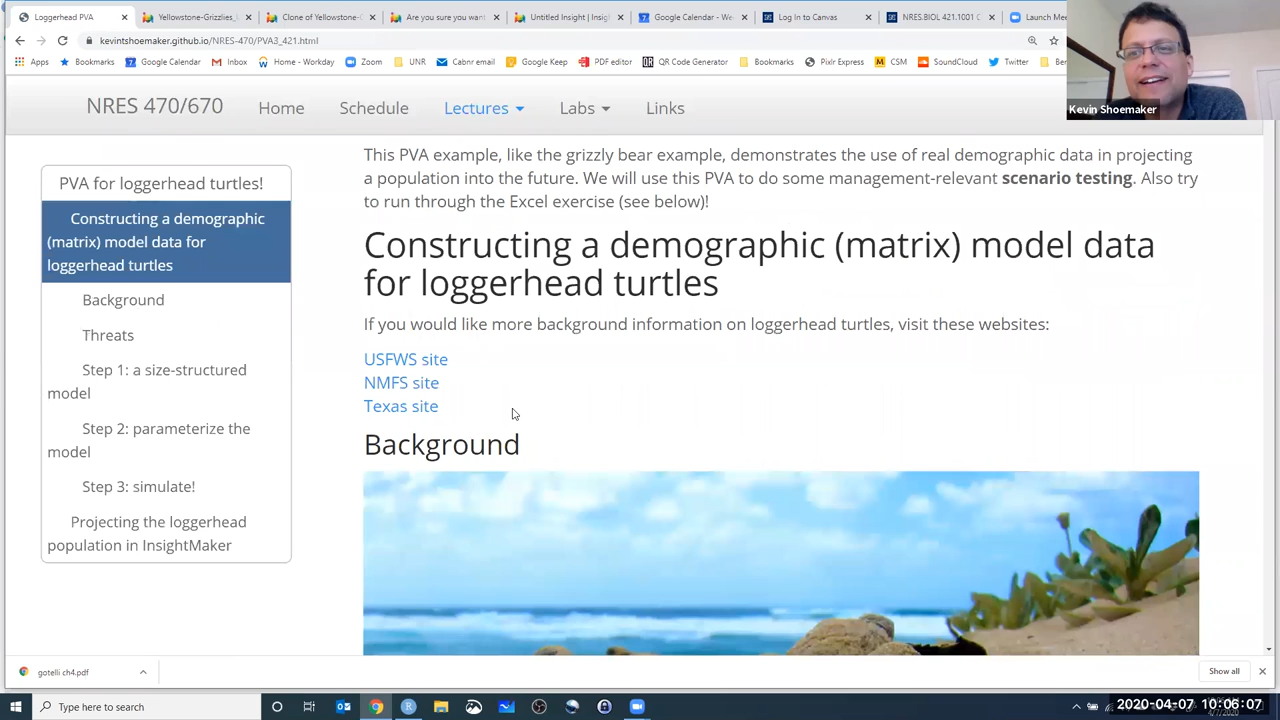 Loggerhead PVA
Yellowstone-Grizzlies_
Clone of Yellowstone-
Are you sure you want
Untitled Insight | Insig
Google Calendar - We
Log In to Canvas
NRES.BIOL 421.1001 C
Launch Mee
kevintshoemaker.github.io/NRES-470/PVA3_421.html
Apps
Bookmarks
Google Calendar
Inbox
Home - Workday
Zoom
UNR
Cabnr email
Google Keep
PDF editor
QR Code Generator
Bookmarks
Pixlr Express
CSM
SoundCloud
Twitter
Ber
Kevin Shoemaker
NRES 470/670
Home
Schedule
Lectures
Labs
Links
PVA for loggerhead turtles!
Constructing a demographic
(matrix) model data for
loggerhead turtles
Background
Threats
Step 1: a size-structured
model
Step 2: parameterize the
model
Step 3: simulate!
Projecting the loggerhead
population in InsightMaker
This PVA example, like the grizzly bear example, demonstrates the use of real demographic data in projecting
a population into the future. We will use this PVA to do some management-relevant scenario testing. Also try
to run through the Excel exercise (see below)!
Constructing a demographic (matrix) model data
for loggerhead turtles
If you would like more background information on loggerhead turtles, visit these websites:
USFWS site
NMFS site
Texas site
Background
gotelli ch4.pdf
Show all
Type here to search
2020-04-07 10:06:07